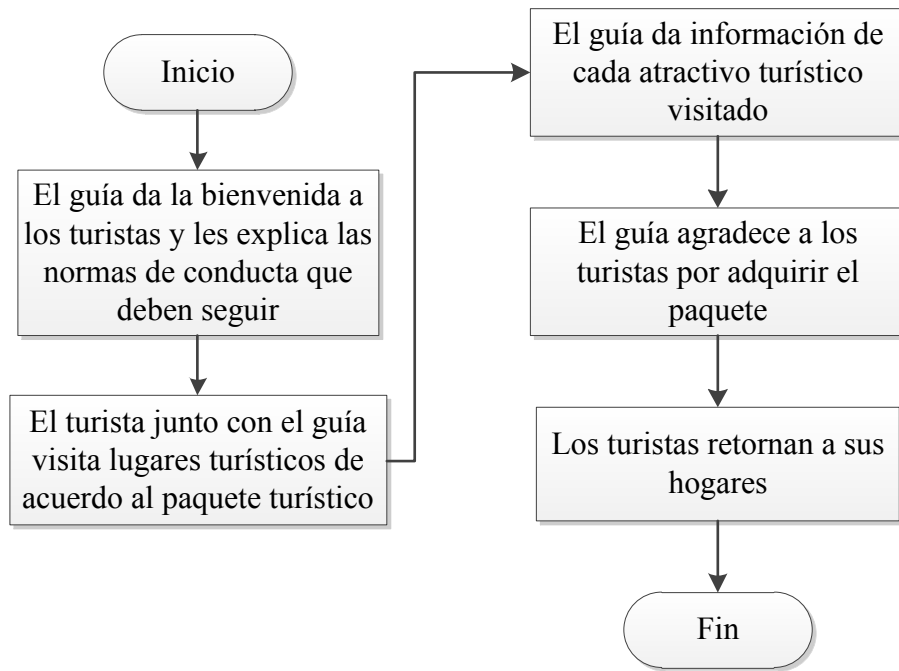 Inicio
El guía da la bienvenida a
los turistas y les explica las
normas de conducta que
deben seguir
El turista junto con el guía
visita lugares turísticos de
acuerdo al paquete turístico
El guía da información de
cada atractivo turístico
visitado
El guía agradece a los
turistas por adquirir el
paquete
Los turistas retornan a sus
hogares
Fin